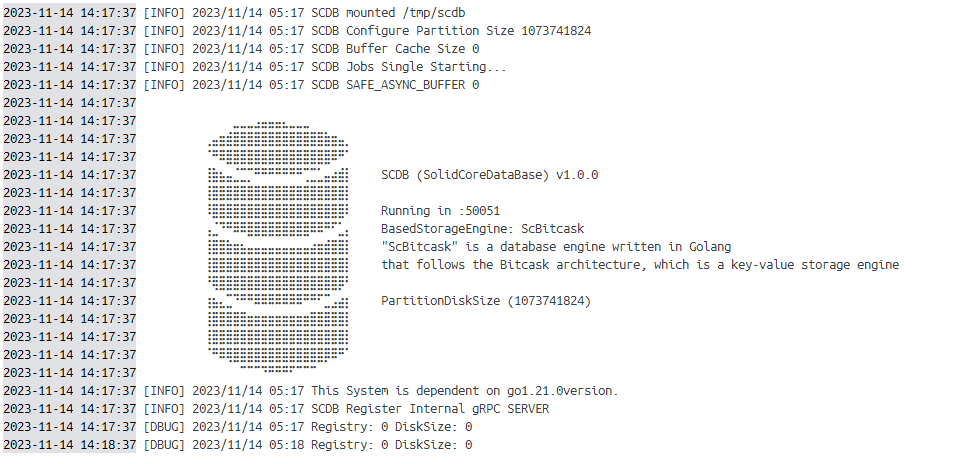 2023-11-14 14:17:37 [INFO] 2023/11/14 05:17 SCDB mounted /tmp/scdb
2023-11-14 14:17:37 [INFO] 2023/11/14 05:17 SCDB Configure Partition Size 1073741824
2023-11-14 14:17:37 [INFO] 2023/11/14 05:17 SCDB Buffer Cache Size 0
2023-11-14 14:17:37 [INFO] 2023/11/14 05:17 SCDB Jobs Single Starting...
2023-11-14 14:17:37 [INFO] 2023/11/14 05:17 SCDB SAFE_ASYNC_BUFFER 0
2023-11-14 14:17:37
2023-11-14 14:17:37
2023-11-14 14:17:37
2023-11-14 14:17:37
2023-11-14 14:17:37 SCDB (SolidCoreDataBase) v1.0.0
2023-11-14 14:17:37
2023-11-14 14:17:37 Running in :50051
2023-11-14 14:17:37 BasedStorageEngine: ScBitcask
2023-11-14 14:17:37 "ScBitcask" is a database engine written in Golang
2023-11-14 14:17:37 that follows the Bitcask architecture, which is a key-value storage engine
2023-11-14 14:17:37
2023-11-14 14:17:37 PartitionDiskSize (1073741824)
2023-11-14 14:17:37
2023-11-14 14:17:37
2023-11-14 14:17:37
2023-11-14 14:17:37
2023-11-14 14:17:37 [INFO] 2023/11/14 05:17 This System is dependent on go1.21.0version.
2023-11-14 14:17:37 [INFO] 2023/11/14 05:17 SCDB Register Internal gRPC SERVER
2023-11-14 14:17:37 [DBUG] 2023/11/14 05:17 Registry: 0 DiskSize: 0
2023-11-14 14:18:37 [DBUG] 2023/11/14 05:18 Registry: 0 DiskSize: 0